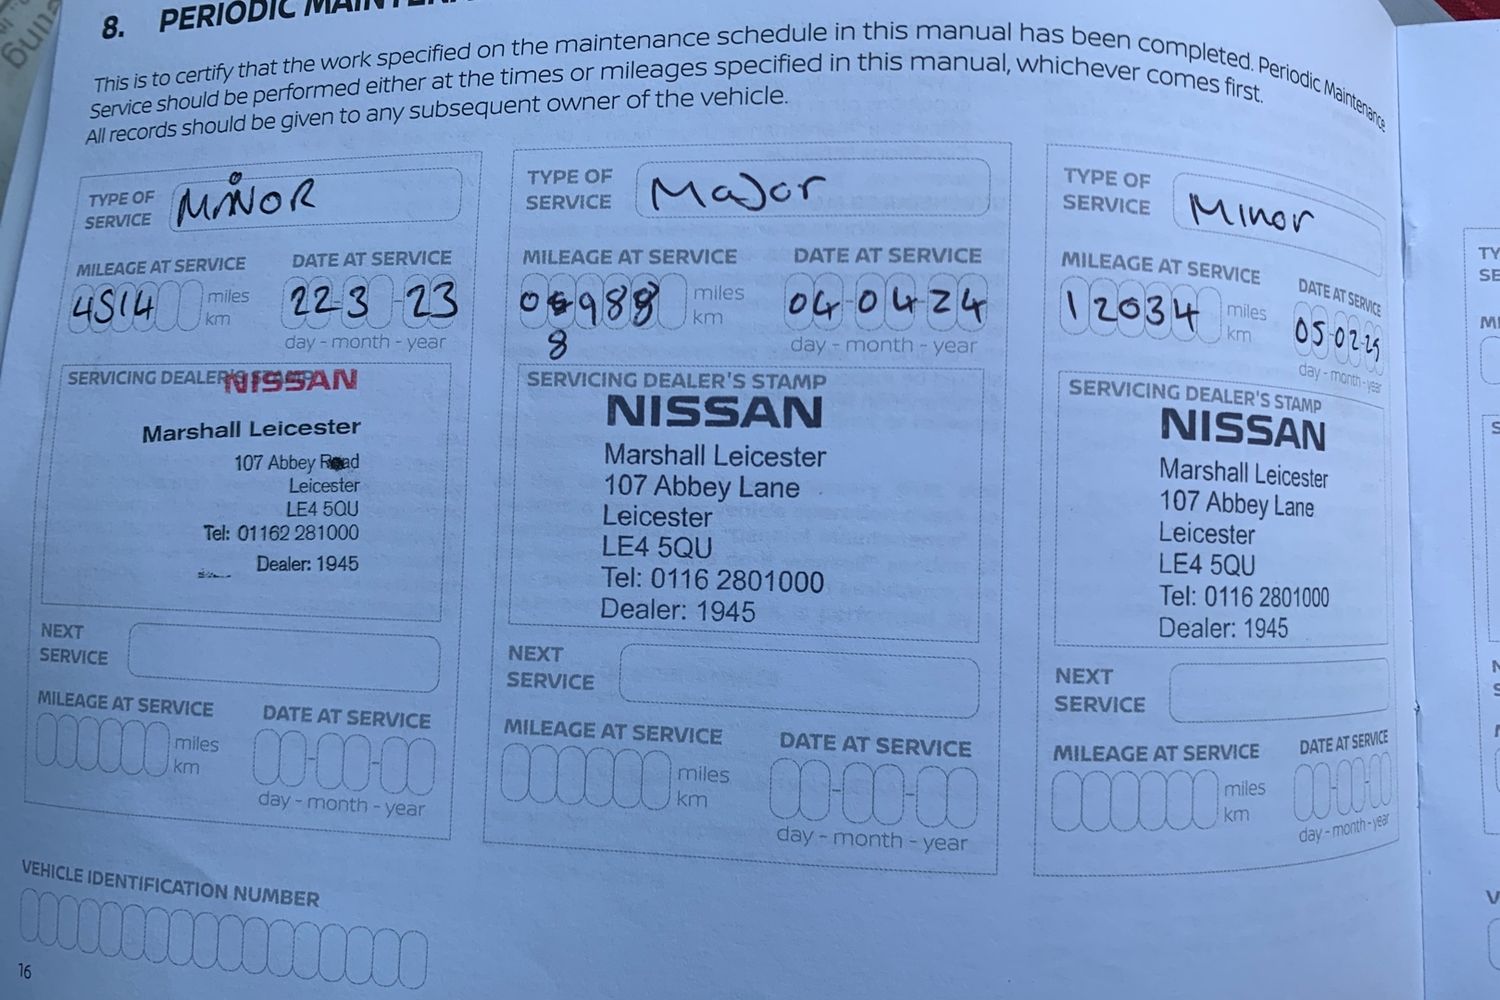 8. PERIODIC
This is to certify that the work specified on the maintenance schedule in this manual has been completed. Periodic Maintenance
Service should be performed either at the times or mileages specified in this manual, whichever comes first.
All records should be given to any subsequent owner of the vehicle.
TYPE OF SERVICE MINOR
MILEAGE AT SERVICE DATE AT SERVICE
4514 miles km 22-3-23
day - month - year
SERVICING DEALER'S STAMP
NISSAN
Marshall Leicester
107 Abbey Road
Leicester
LE4 5QU
Tel: 01162 281000
Dealer: 1945
NEXT SERVICE
MILEAGE AT SERVICE DATE AT SERVICE
miles km
day - month - year
TYPE OF SERVICE Major
MILEAGE AT SERVICE DATE AT SERVICE
988 miles km 04-04-24
8
day - month - year
SERVICING DEALER'S STAMP
NISSAN
Marshall Leicester
107 Abbey Lane
Leicester
LE4 5QU
Tel: 0116 2801000
Dealer: 1945
NEXT SERVICE
MILEAGE AT SERVICE DATE AT SERVICE
miles km
day - month - year
TYPE OF SERVICE Minor
MILEAGE AT SERVICE DATE AT SERVICE
12034 miles km 05-02-25
day - month - year
SERVICING DEALER'S STAMP
NISSAN
Marshall Leicester
107 Abbey Lane
Leicester
LE4 5QU
Tel: 0116 2801000
Dealer: 1945
NEXT SERVICE
MILEAGE AT SERVICE DATE AT SERVICE
miles km
day - month - year
VEHICLE IDENTIFICATION NUMBER
16